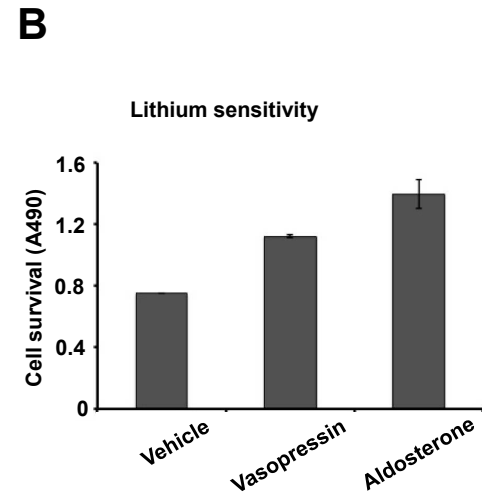 B
Lithium sensitivity
Cell survival (A490)
1.6
1.2
0.8
0.4
0
Vehicle
Vasopressin
Aldosterone